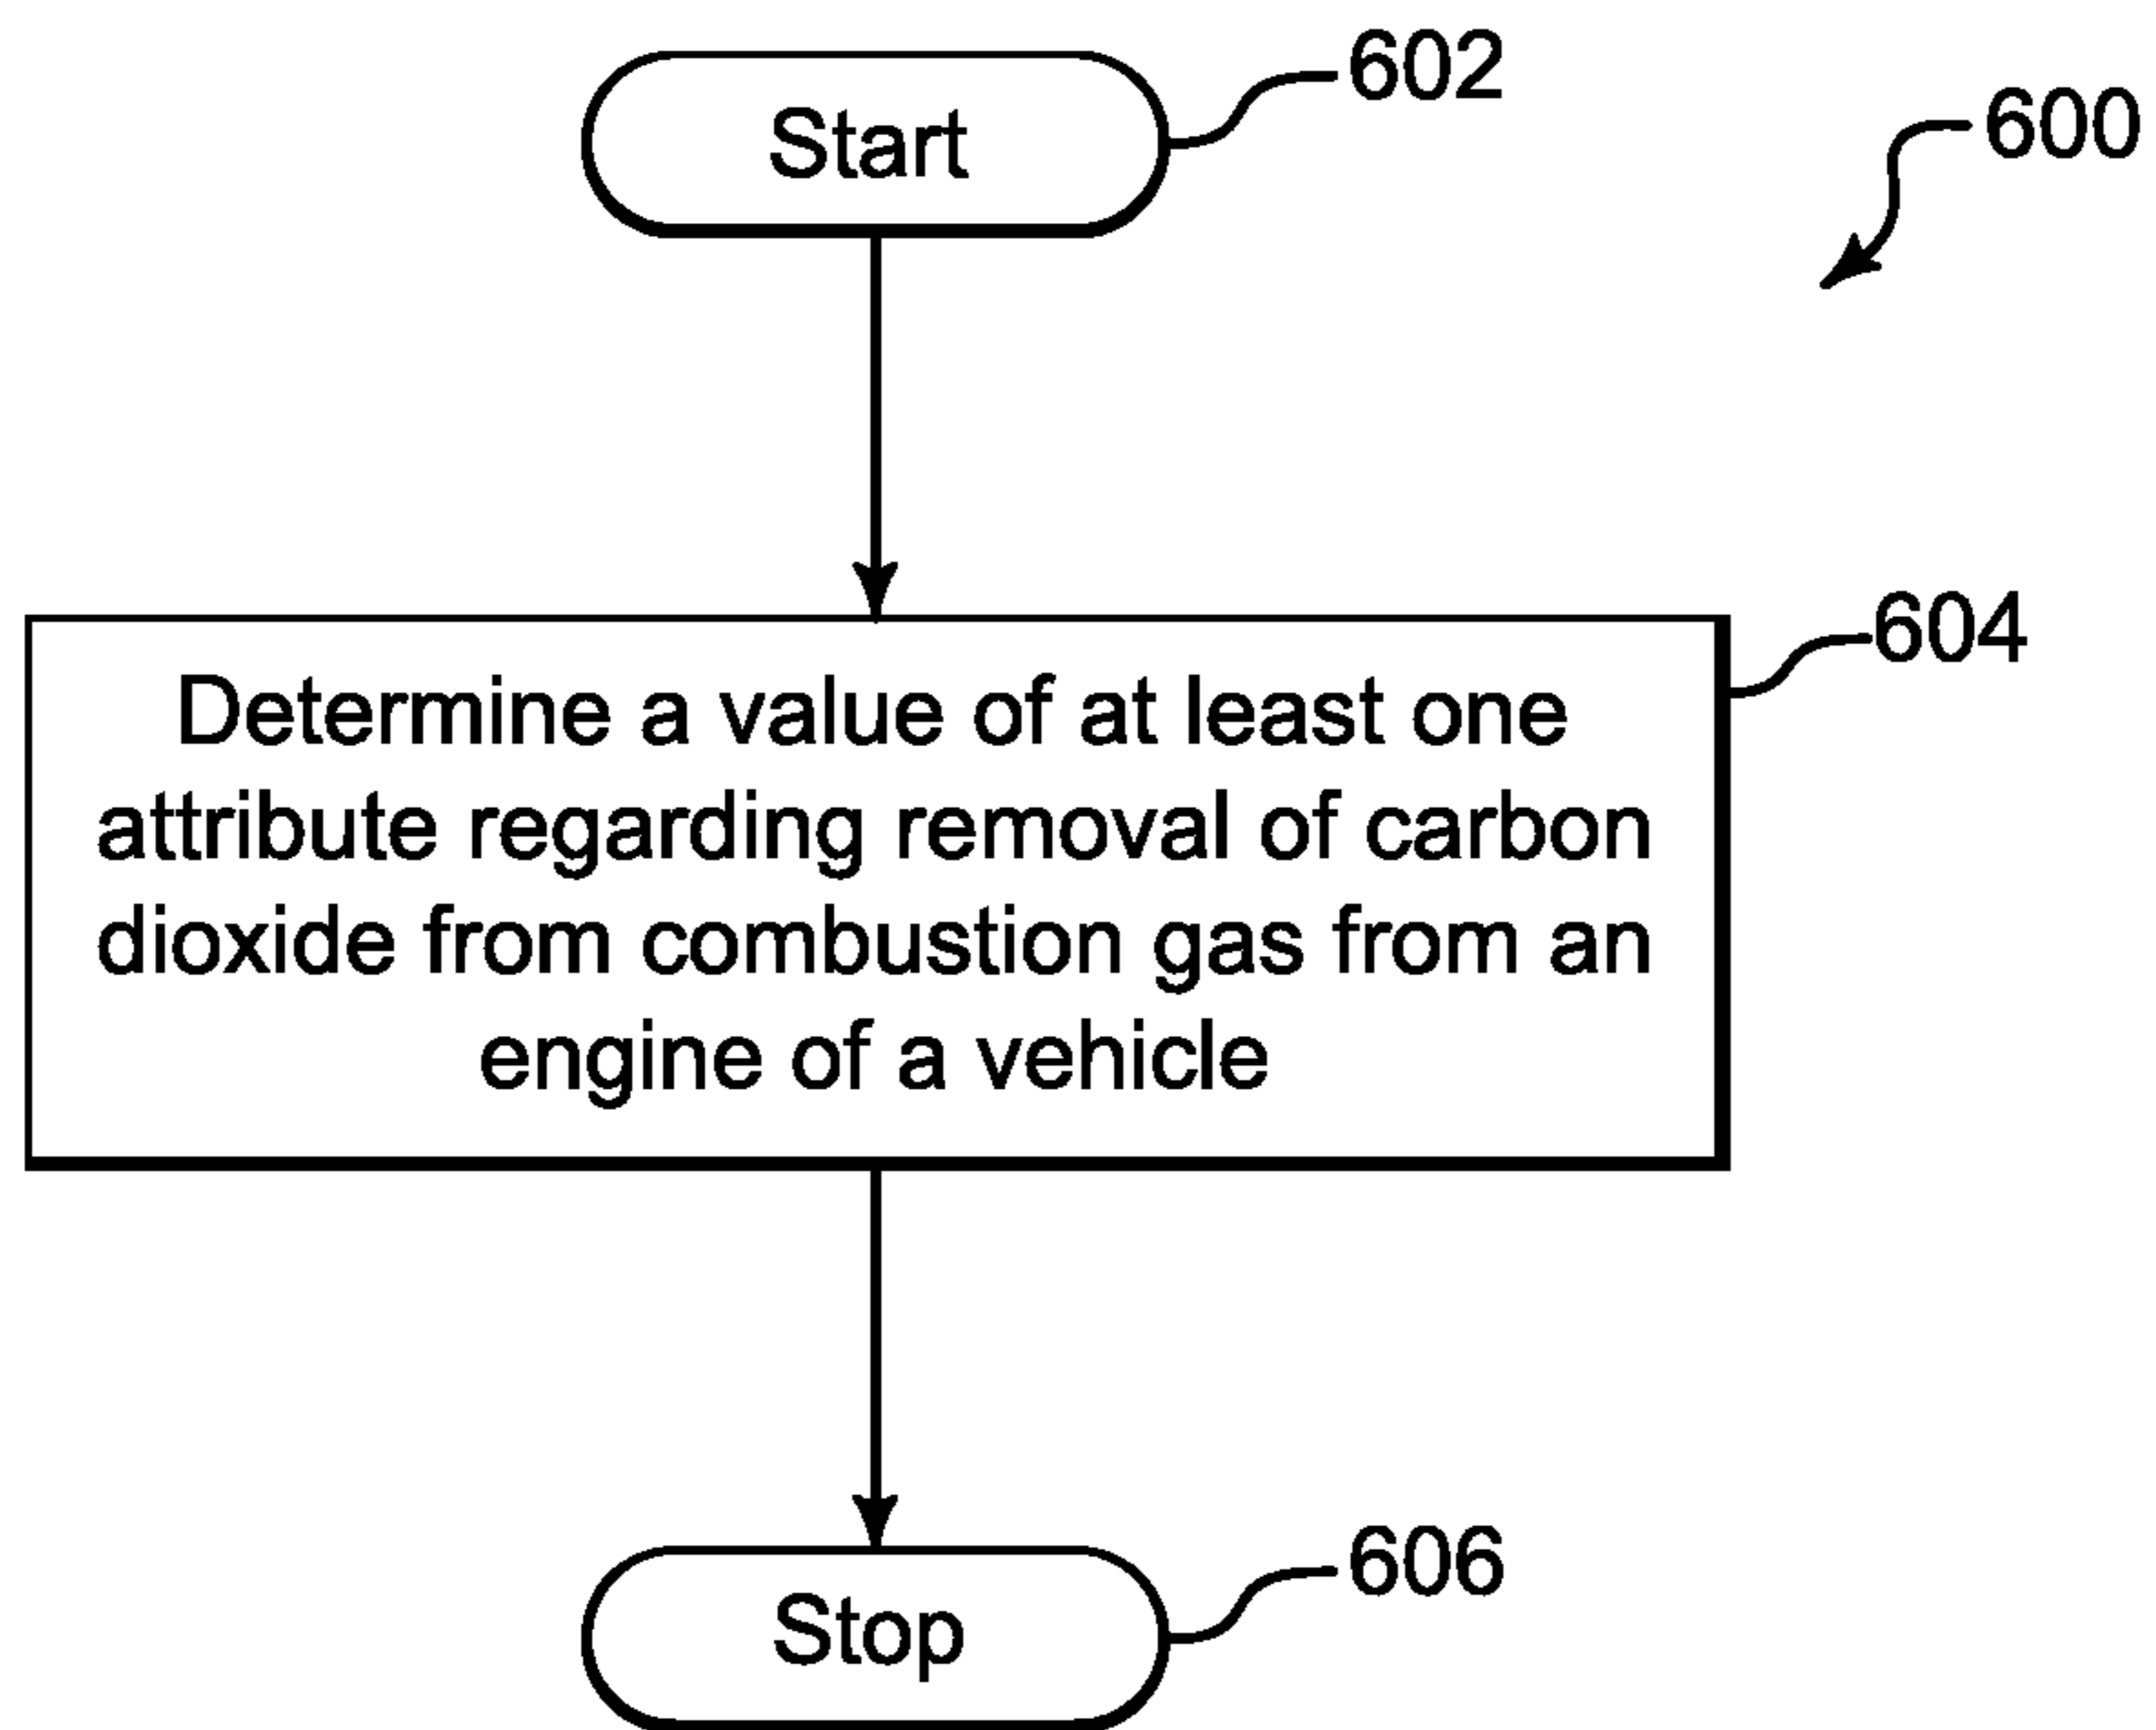 Start
602
600
604
Determine a value of at least one
attribute regarding removal of carbon
dioxide from combustion gas from an
engine of a vehicle
606
Stop